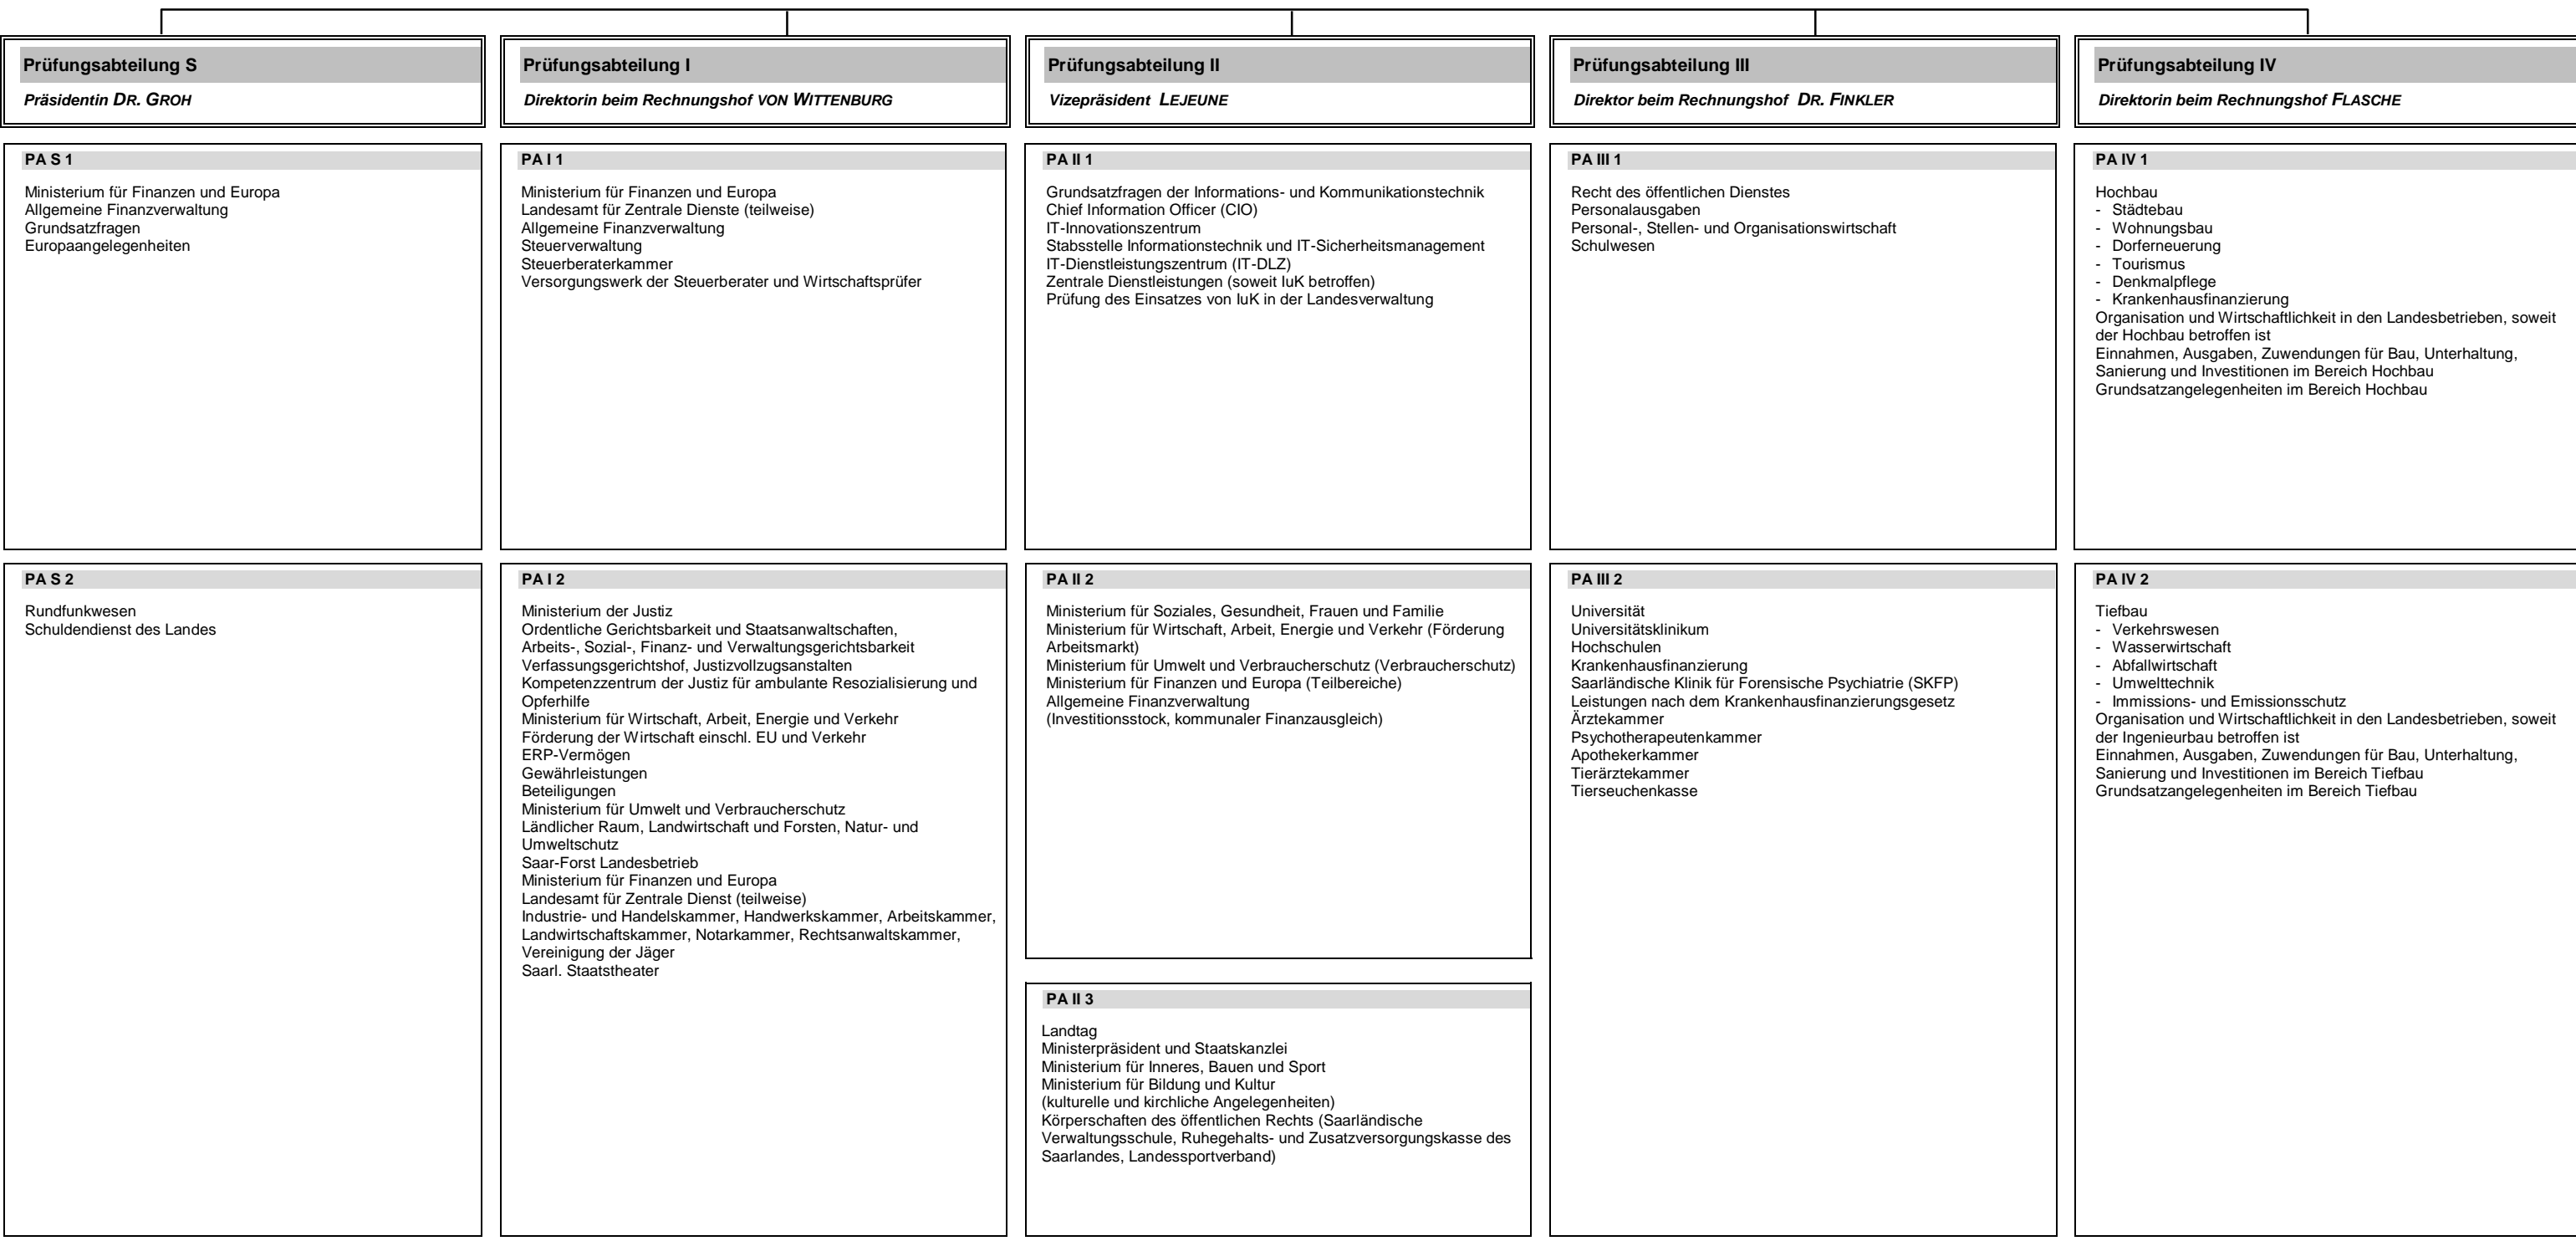 Prüfungsabteilung S
Präsidentin DR. GROH
PA S 1
Ministerium für Finanzen und Europa
Allgemeine Finanzverwaltung
Grundsatzfragen
Europaangelegenheiten
PA S 2
Rundfunkwesen
Schuldendienst des Landes
Prüfungsabteilung I
Direktorin beim Rechnungshof VON WITTENBURG
PA I 1
Ministerium für Finanzen und Europa
Landesamt für Zentrale Dienste (teilweise)
Allgemeine Finanzverwaltung
Steuerverwaltung
Steuerberaterkammer
Versorgungswerk der Steuerberater und Wirtschaftsprüfer
PA I 2
Ministerium der Justiz
Ordentliche Gerichtsbarkeit und Staatsanwaltschaften,
Arbeits-, Sozial-, Finanz- und Verwaltungsgerichtsbarkeit
Verfassungsgerichtshof, Justizvollzugsanstalten
Kompetenzzentrum der Justiz für ambulante Resozialisierung und
Opferhilfe
Ministerium für Wirtschaft, Arbeit, Energie und Verkehr
Förderung der Wirtschaft einschl. EU und Verkehr
ERP-Vermögen
Gewährleistungen
Beteiligungen
Ministerium für Umwelt und Verbraucherschutz
Ländlicher Raum, Landwirtschaft und Forsten, Natur- und
Umweltschutz
Saar-Forst Landesbetrieb
Ministerium für Finanzen und Europa
Landesamt für Zentrale Dienst (teilweise)
Industrie- und Handelskammer, Handwerkskammer, Arbeitskammer,
Landwirtschaftskammer, Notarkammer, Rechtsanwaltskammer,
Vereinigung der Jäger
Saarl. Staatstheater
Prüfungsabteilung II
Vizepräsident LEJEUNE
PA II 1
Grundsatzfragen der Informations- und Kommunikationstechnik
Chief Information Officer (CIO)
IT-Innovationszentrum
Stabsstelle Informationstechnik und IT-Sicherheitsmanagement
IT-Dienstleistungszentrum (IT-DLZ)
Zentrale Dienstleistungen (soweit IuK betroffen)
Prüfung des Einsatzes von IuK in der Landesverwaltung
PA II 2
Ministerium für Soziales, Gesundheit, Frauen und Familie
Ministerium für Wirtschaft, Arbeit, Energie und Verkehr (Förderung
Arbeitsmarkt)
Ministerium für Umwelt und Verbraucherschutz (Verbraucherschutz)
Ministerium für Finanzen und Europa (Teilbereiche)
Allgemeine Finanzverwaltung
(Investitionsstock, kommunaler Finanzausgleich)
PA II 3
Landtag
Ministerpräsident und Staatskanzlei
Ministerium für Inneres, Bauen und Sport
Ministerium für Bildung und Kultur
(kulturelle und kirchliche Angelegenheiten)
Körperschaften des öffentlichen Rechts (Saarländische
Verwaltungsschule, Ruhegehalts- und Zusatzversorgungskasse des
Saarlandes, Landessportverband)
Prüfungsabteilung III
Direktor beim Rechnungshof DR. FINKLER
PA III 1
Recht des öffentlichen Dienstes
Personalausgaben
Personal-, Stellen- und Organisationswirtschaft
Schulwesen
PA III 2
Universität
Universitätsklinikum
Hochschulen
Krankenhausfinanzierung
Saarländische Klinik für Forensische Psychiatrie (SKFP)
Leistungen nach dem Krankenhausfinanzierungsgesetz
Ärztekammer
Psychotherapeutenkammer
Apothekerkammer
Tierärztekammer
Tierseuchenkasse
Prüfungsabteilung IV
Direktorin beim Rechnungshof FLASCHE
PA IV 1
Hochbau
- Städtebau
- Wohnungsbau
- Dorferneuerung
- Tourismus
- Denkmalpflege
- Krankenhausfinanzierung
Organisation und Wirtschaftlichkeit in den Landesbetrieben, soweit
der Hochbau betroffen ist
Einnahmen, Ausgaben, Zuwendungen für Bau, Unterhaltung,
Sanierung und Investitionen im Bereich Hochbau
Grundsatzangelegenheiten im Bereich Hochbau
PA IV 2
Tiefbau
- Verkehrswesen
- Wasserwirtschaft
- Abfallwirtschaft
- Umwelttechnik
- Immissions- und Emissionsschutz
Organisation und Wirtschaftlichkeit in den Landesbetrieben, soweit
der Ingenieurbau betroffen ist
Einnahmen, Ausgaben, Zuwendungen für Bau, Unterhaltung,
Sanierung und Investitionen im Bereich Tiefbau
Grundsatzangelegenheiten im Bereich Tiefbau